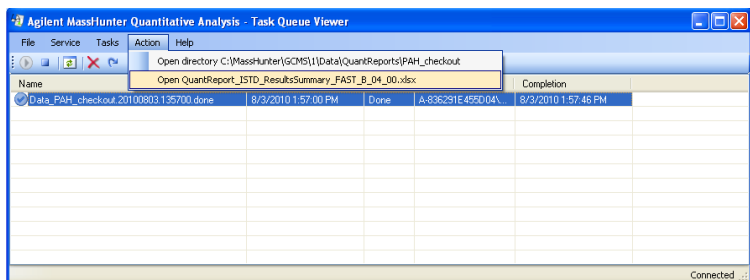 Agilent MassHunter Quantitative Analysis - Task Queue Viewer
File Service Tasks Action Help
Open directory C:\MassHunter\GCMS\1\Data\QuantReports\PAH_checkout
Open QuantReport_ISTD_ResultsSummary_FAST_B_04_00.xlsx
Name Completion
Data_PAH_checkout.20100803.135700.done 8/3/2010 1:57:00 PM Done A-836291E455D04\... 8/3/2010 1:57:46 PM
Connected